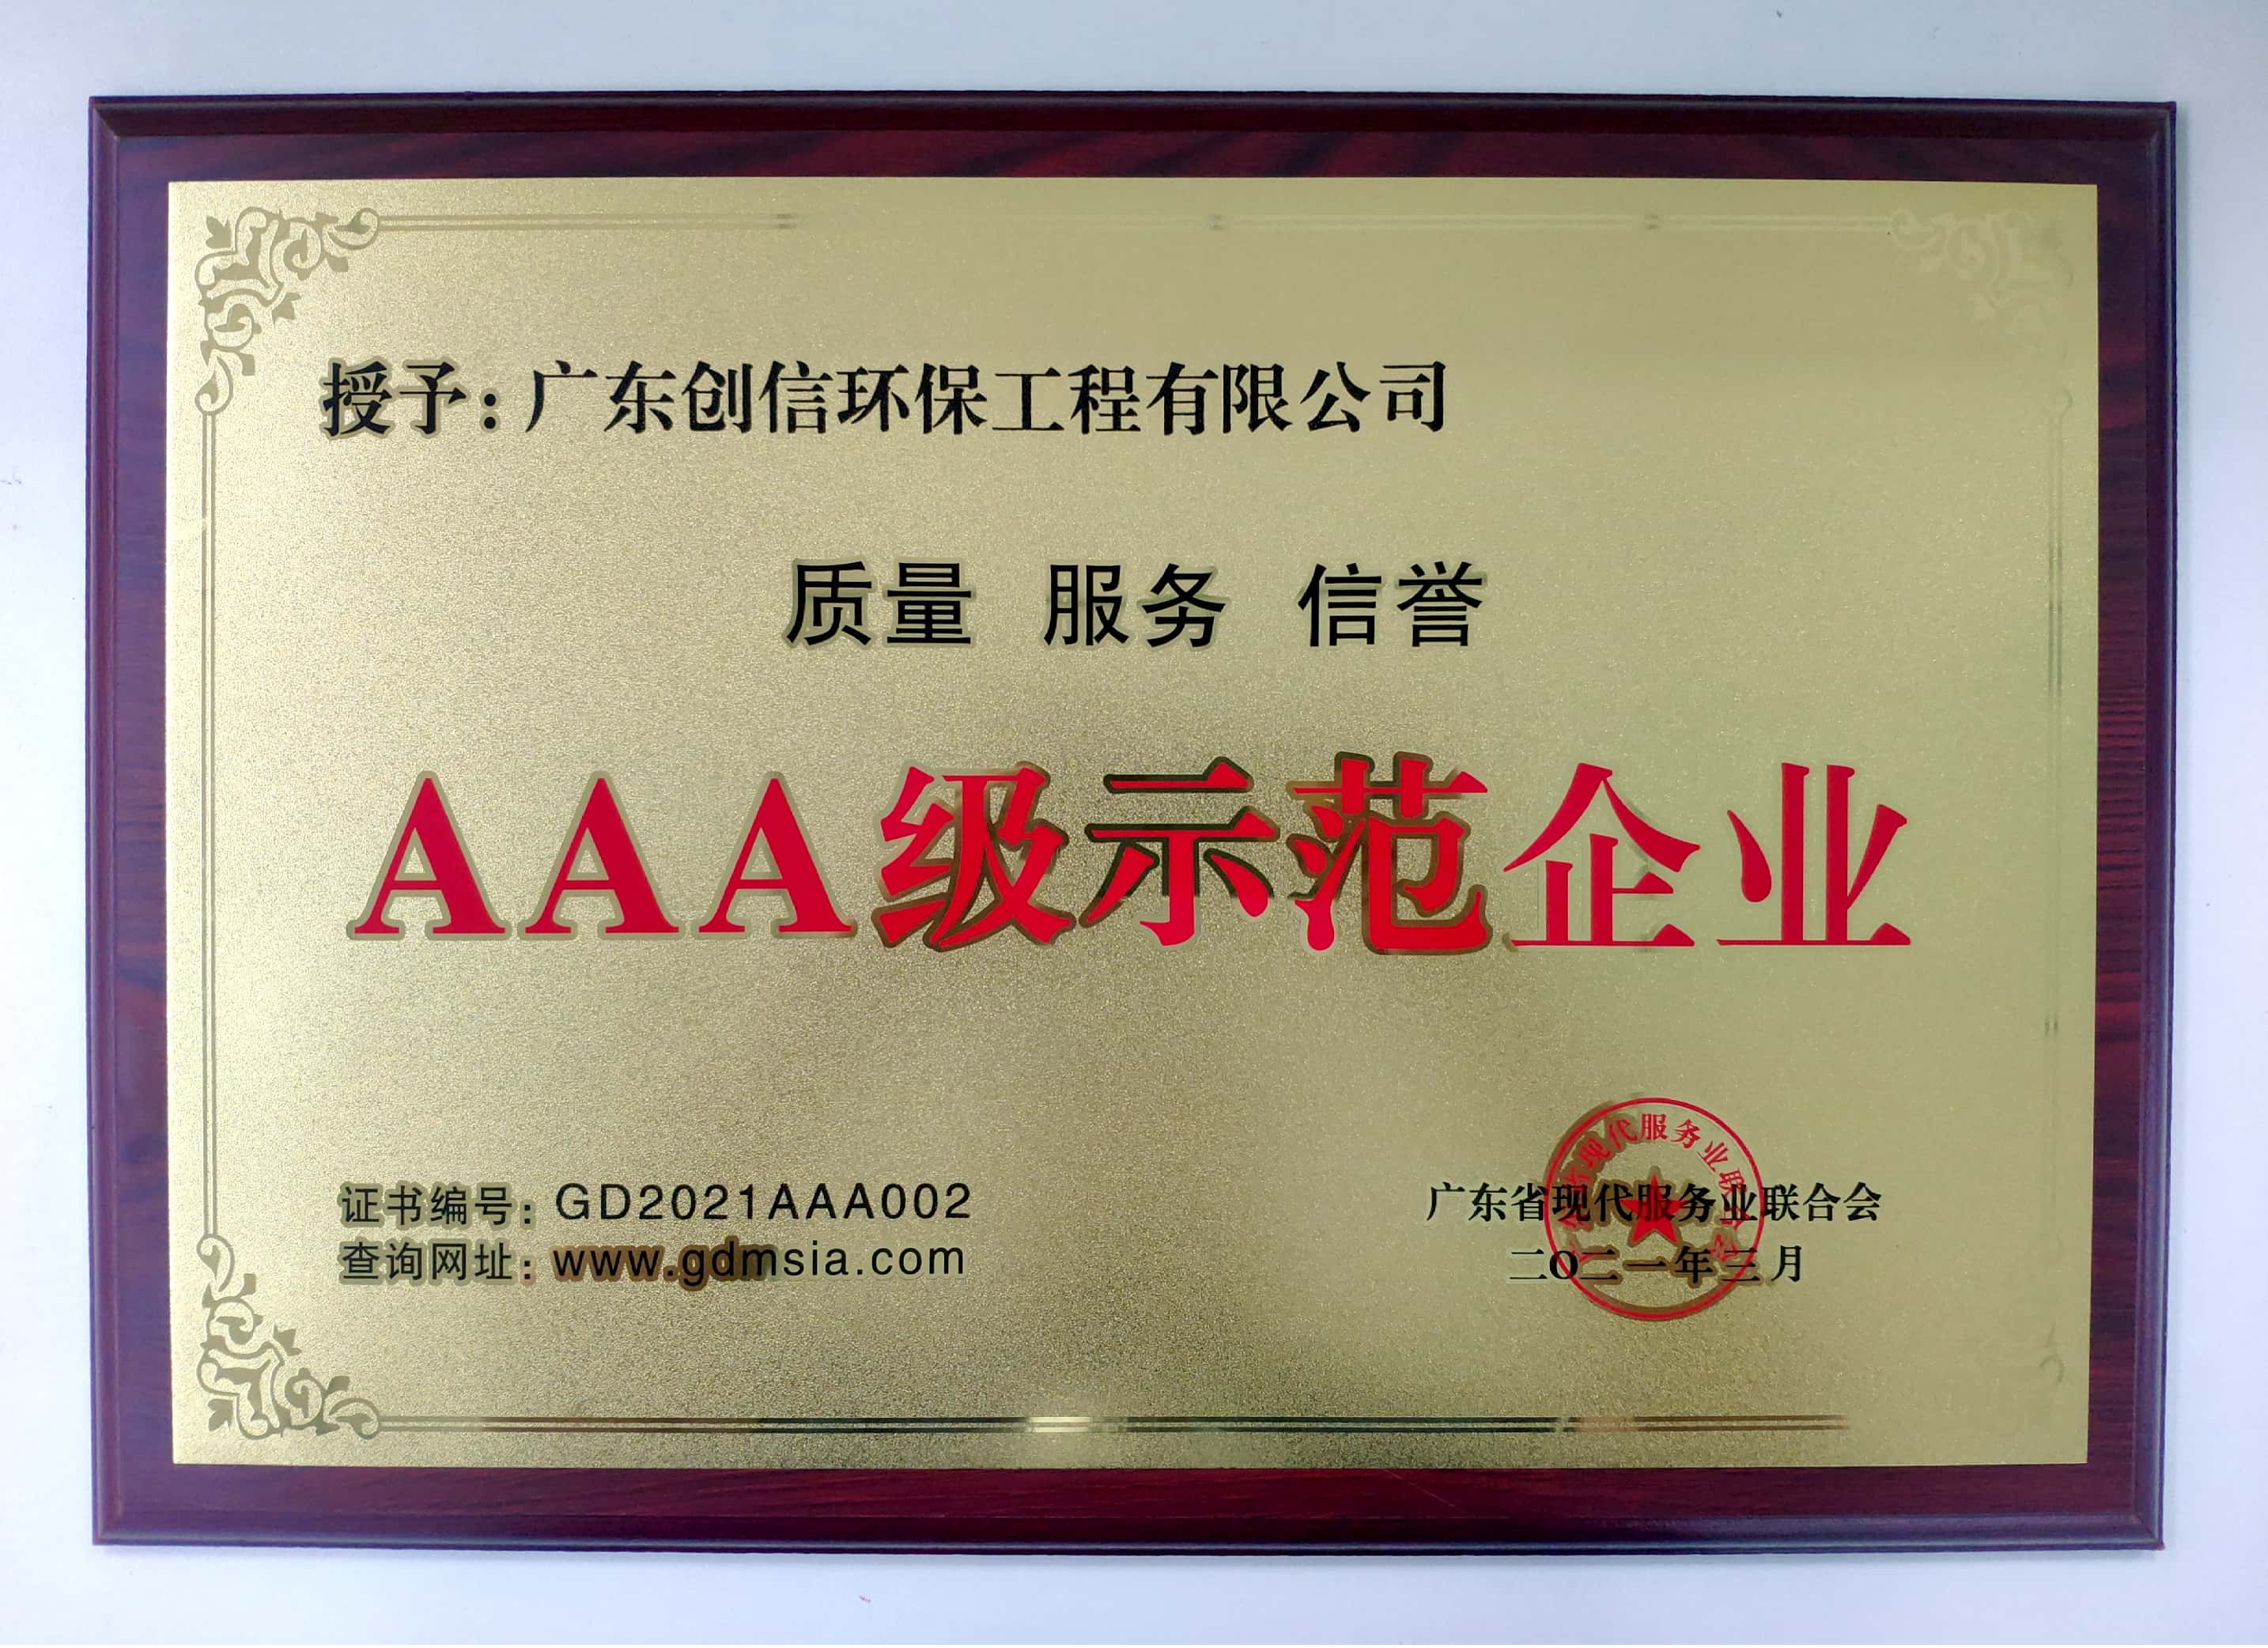 授予：广东创信环保工程有限公司
质量 服务 信誉
AAA级示范企业
证书编号：GD2021AAA002
查询网址：www.gdmsia.com
广东省现代服务业联合会
二〇二一年三月